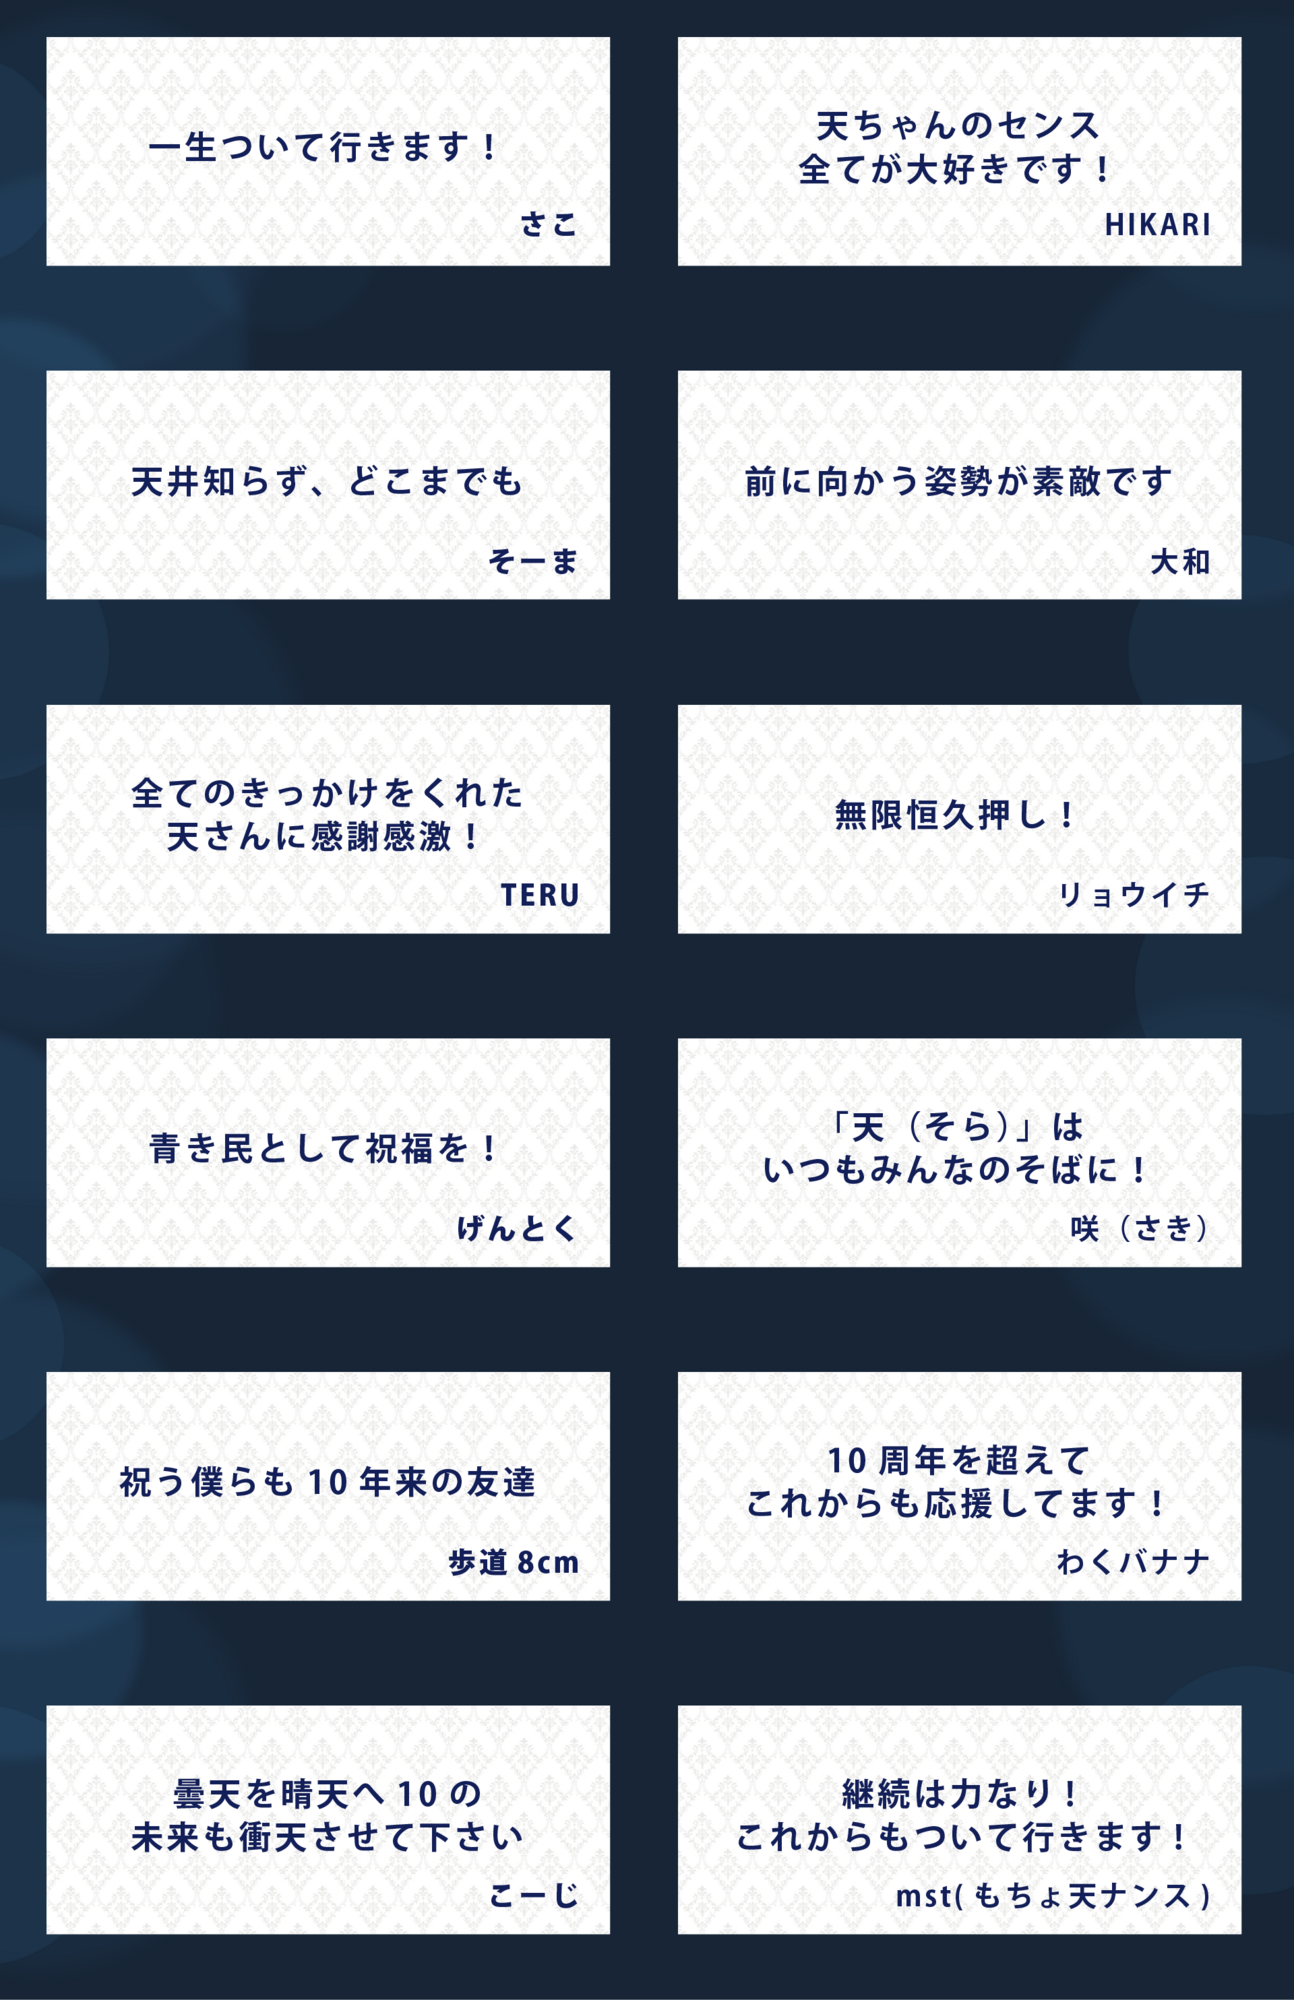 一生ついて行きます！
さこ
天ちゃんのセンス
全てが大好きです！
HIKARI
天井知らず、どこまでも
そーま
前に向かう姿勢が素敵です
大和
全てのきっかけをくれた
天さんに感謝感激！
TERU
無限恒久押し！
リョウイチ
青き民として祝福を！
げんとく
「天（そら）」は
いつもみんなのそばに！
咲（さき）
祝う僕らも 10 年来の友達
歩道 8cm
10 周年を超えて
これからも応援してます！
わくバナナ
曇天を晴天へ 10 の
未来も衝天させて下さい
こーじ
継続は力なり！
これからもついて行きます！
mst( もちょ天ナンス )